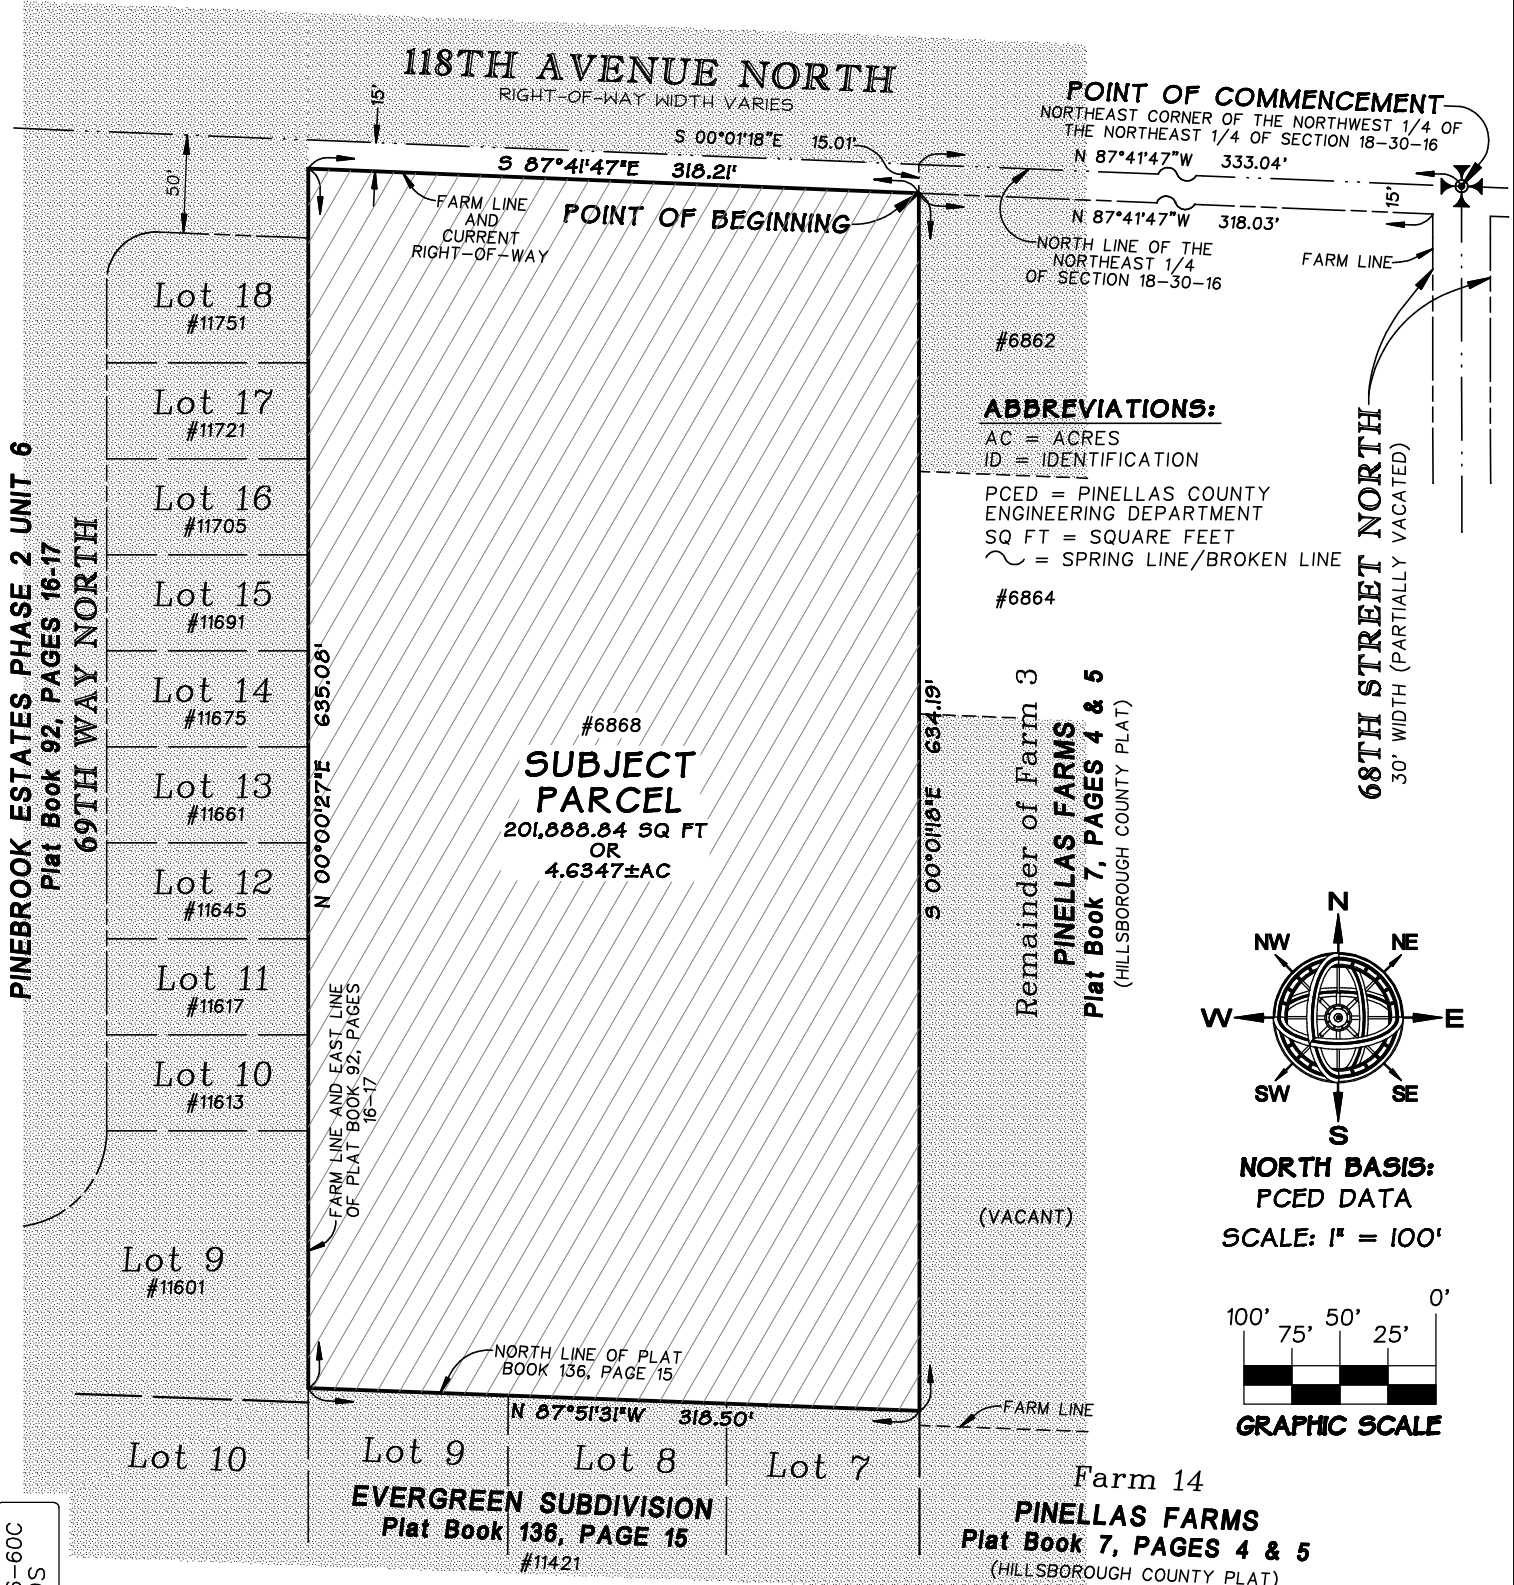 118TH AVENUE NORTH
RIGHT-OF-WAY WIDTH VARIES
15'
50'
S 00°01'18"E 15.01'
S 87°41'47"E 318.21'
POINT OF COMMENCEMENT
NORTHEAST CORNER OF THE NORTHWEST 1/4 OF
THE NORTHEAST 1/4 OF SECTION 18-30-16
N 87°41'47"W 333.04'
15'
N 87°41'47"W 318.03'
FARM LINE
AND
CURRENT
RIGHT-OF-WAY
POINT OF BEGINNING
NORTH LINE OF THE
NORTHEAST 1/4
OF SECTION 18-30-16
FARM LINE
Lot 18
#11751
Lot 17
#11721
Lot 16
#11705
Lot 15
#11691
Lot 14
#11675
Lot 13
#11661
Lot 12
#11645
Lot 11
#11617
Lot 10
#11613
Lot 9
#11601
PINEBROOK ESTATES PHASE 2 UNIT 6
Plat Book 92, PAGES 16-17
69TH WAY NORTH
N 00°00'27"E 635.08'
FARM LINE AND EAST LINE
OF PLAT BOOK 92, PAGES
16-17
#6868
SUBJECT
PARCEL
201,888.84 SQ FT
OR
4.6347±AC
S 00°01'18"E 634.19'
#6862
ABBREVIATIONS:
AC = ACRES
ID = IDENTIFICATION
PCED = PINELLAS COUNTY
ENGINEERING DEPARTMENT
SQ FT = SQUARE FEET
= SPRING LINE/BROKEN LINE
#6864
Remainder of Farm 3
PINELLAS FARMS
Plat Book 7, PAGES 4 & 5
(HILLSBOROUGH COUNTY PLAT)
68TH STREET NORTH
30' WIDTH (PARTIALLY VACATED)
N
NW NE
W E
SW SE
S
NORTH BASIS:
PCED DATA
SCALE: 1" = 100'
0'
100' 50'
75' 25'
GRAPHIC SCALE
(VACANT)
NORTH LINE OF PLAT
BOOK 136, PAGE 15
N 87°51'31"W 318.50'
FARM LINE
Lot 10
Lot 9
Lot 8
Lot 7
EVERGREEN SUBDIVISION
Plat Book 136, PAGE 15
#11421
Farm 14
PINELLAS FARMS
Plat Book 7, PAGES 4 & 5
(HILLSBOROUGH COUNTY PLAT)
-60C